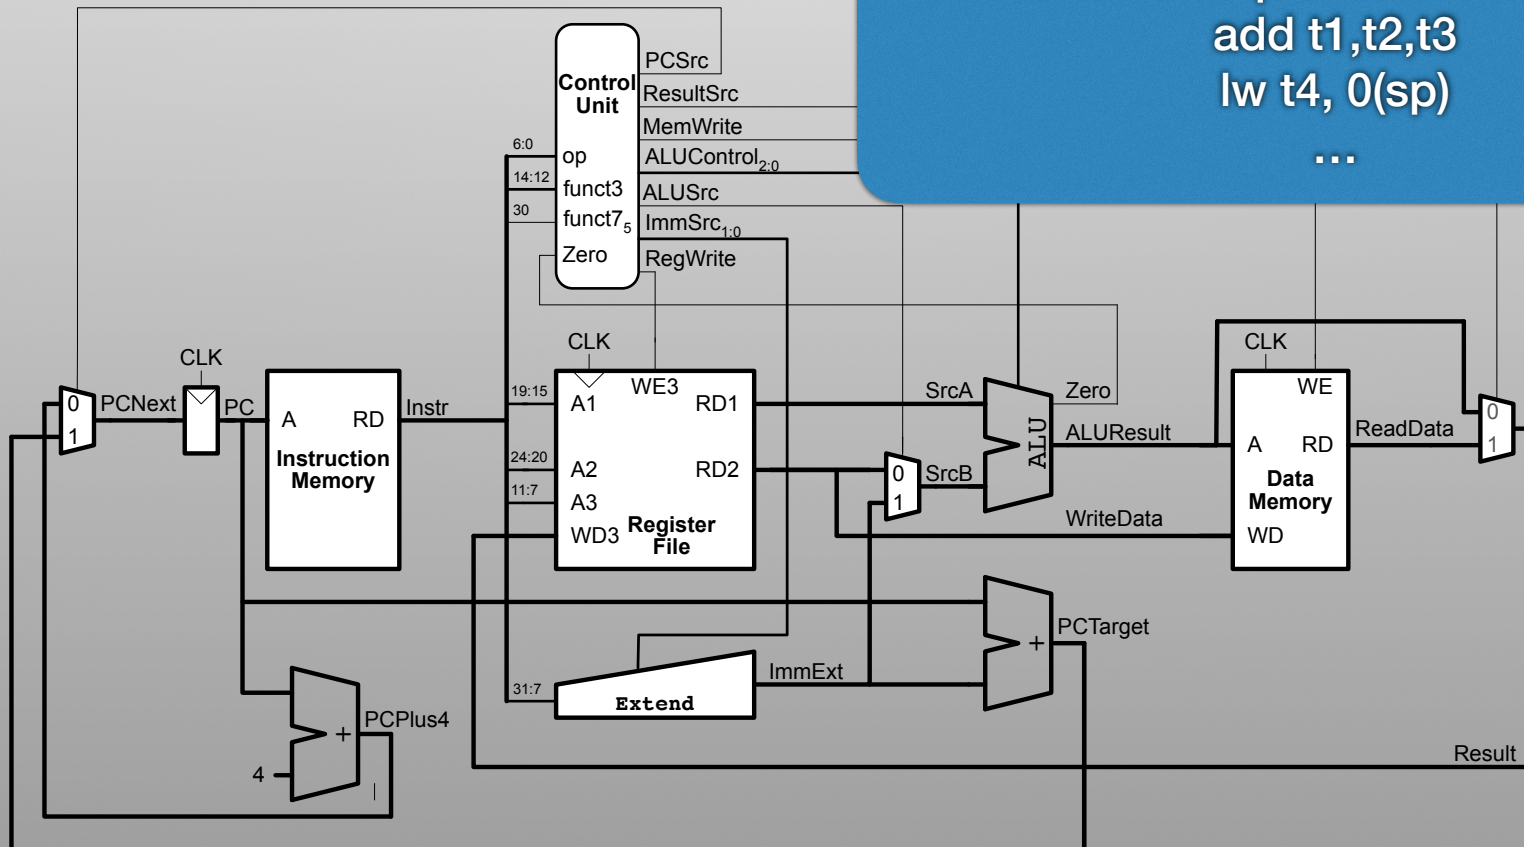 add t1,t2,t3
lw t4, 0(sp)
...
Control
Unit
PCSrc
ResultSrc
MemWrite
ALUControl2:0
ALUSrc
ImmSrc1:0
RegWrite
6:0
op
14:12
funct3
30
funct75
Zero
CLK
0
1
PCNext
PC
A
RD
Instruction
Memory
Instr
CLK
19:15
A1
WE3
RD1
24:20
A2
RD2
11:7
A3
WD3
Register
File
SrcA
0
1
SrcB
ALU
Zero
ALUResult
WriteData
CLK
WE
A
RD
Data
Memory
WD
ReadData
0
1
31:7
Extend
ImmExt
+
PCTarget
+
PCPlus4
4
Result